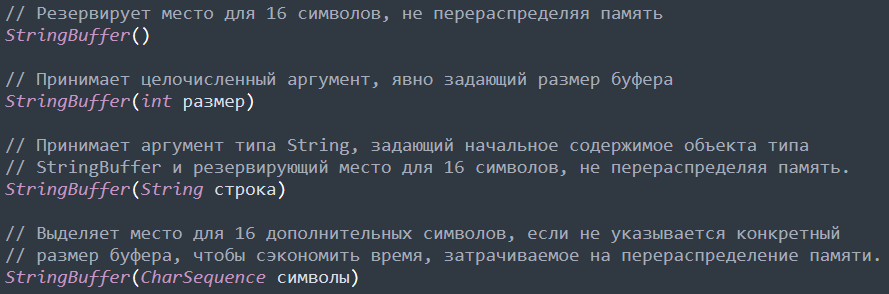 // Резервирует место для 16 символов, не перераспределяя память
StringBuffer()
// Принимает целочисленный аргумент, явно задающий размер буфера
StringBuffer(int размер)
// Принимает аргумент типа String, задающий начальное содержимое объекта типа
// StringBuffer и резервирующий место для 16 символов, не перераспределяя память.
StringBuffer(String строка)
// Выделяет место для 16 дополнительных символов, если не указывается конкретный
// размер буфера, чтобы сэкономить время, затрачиваемое на перераспределение памяти.
StringBuffer(CharSequence символы)